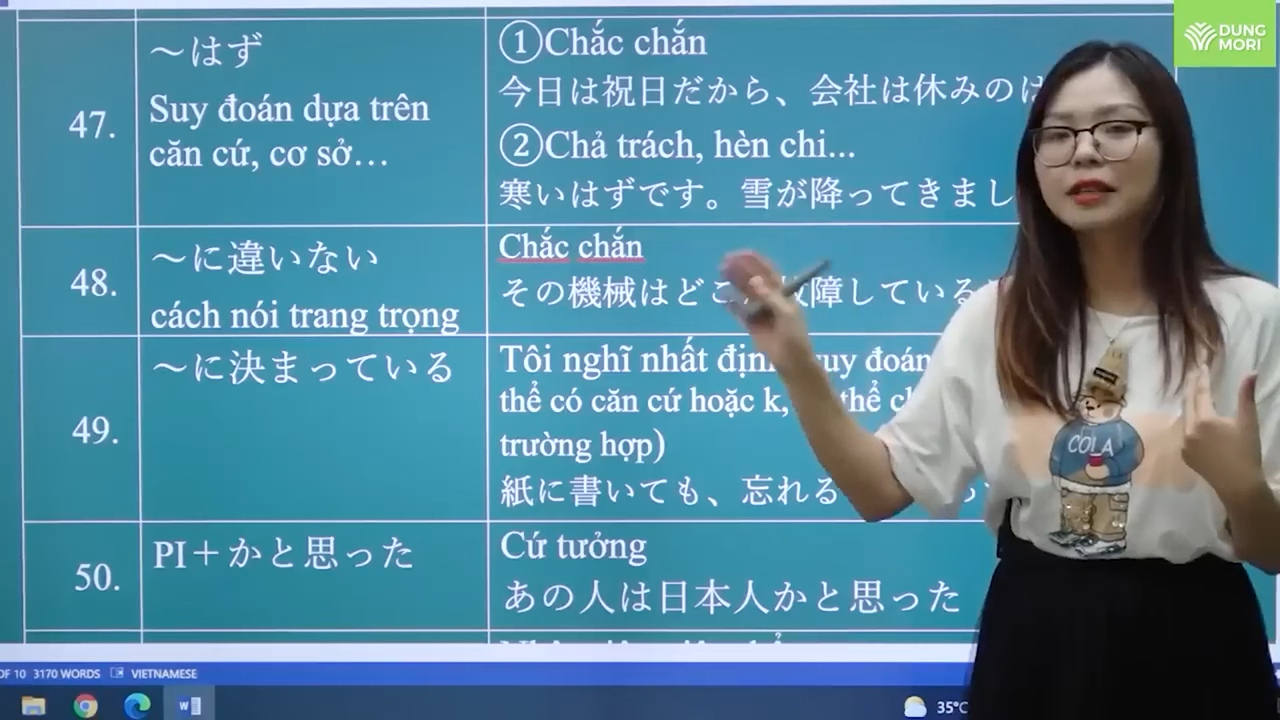 DUNG
MORI
47.
～はず
Suy đoán dựa trên
căn cứ, cơ sở…
①Chắc chắn
今日は祝日だから、会社は休みのは
②Chả trách, hèn chi...
寒いはずです。雪が降ってきまし
48.
～に違いない
cách nói trang trọng
Chắc chắn
その機械はどこ 故障している
49.
～に決まっている
Tôi nghĩ nhất định suy đoán
thể có căn cứ hoặc k, thể
trường hợp)
紙に書いても、忘れる
50.
PI＋かと思った
Cứ tưởng
あの人は日本人かと思った
OF 10 3170 WORDS VIETNAMESE
35°C
COLA